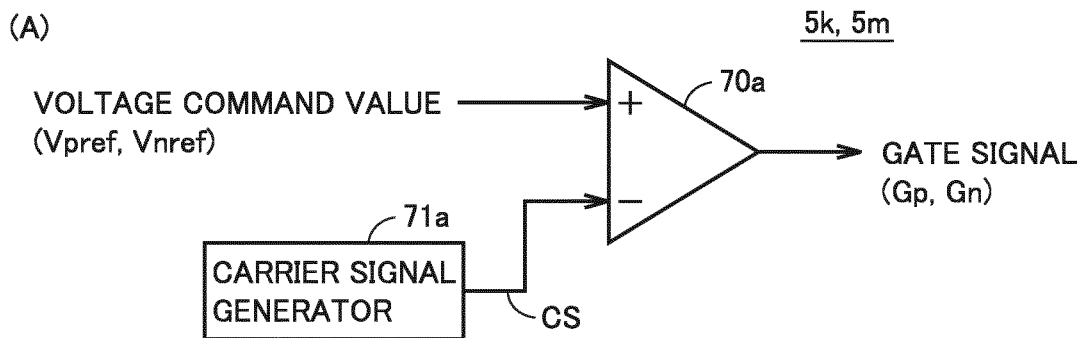 (A)
5k, 5m
70a
VOLTAGE COMMAND VALUE
(Vpref, Vnref)
+
GATE SIGNAL
(Gp, Gn)
−
71a
CARRIER SIGNAL
GENERATOR
CS